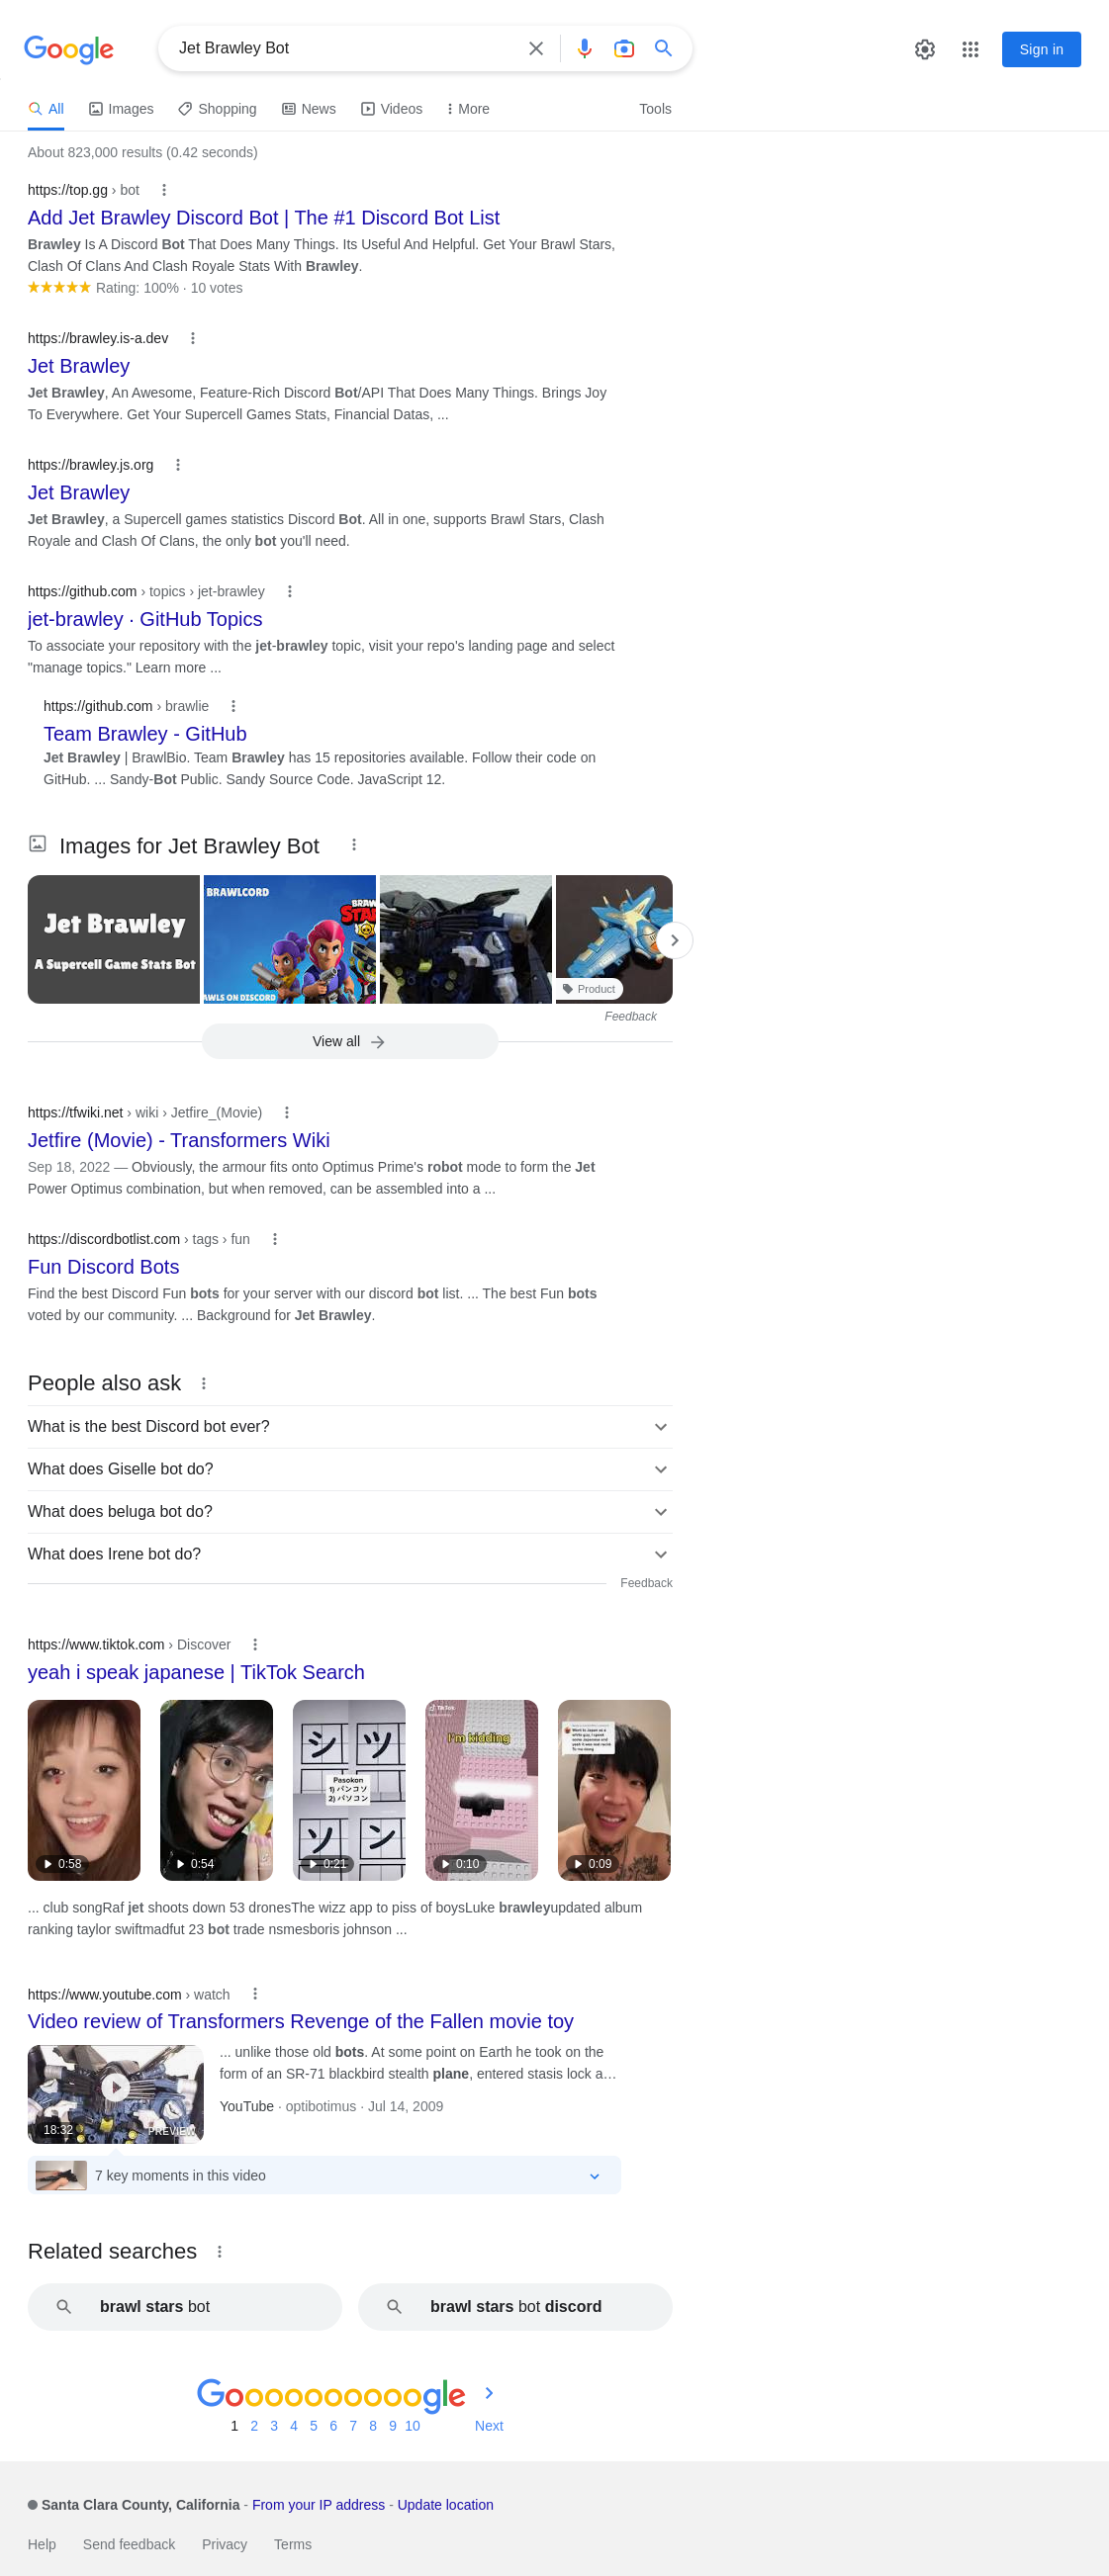 Google
Jet Brawley Bot
Sign in
All
Images
Shopping
News
Videos
More
Tools
About 823,000 results (0.42 seconds)
https://top.gg › bot
Add Jet Brawley Discord Bot | The #1 Discord Bot List
Brawley Is A Discord Bot That Does Many Things. Its Useful And Helpful. Get Your Brawl Stars,
Clash Of Clans And Clash Royale Stats With Brawley.
Rating: 100% · 10 votes
https://brawley.is-a.dev
Jet Brawley
Jet Brawley, An Awesome, Feature-Rich Discord Bot/API That Does Many Things. Brings Joy
To Everywhere. Get Your Supercell Games Stats, Financial Datas, ...
https://brawley.js.org
Jet Brawley
Jet Brawley, a Supercell games statistics Discord Bot. All in one, supports Brawl Stars, Clash
Royale and Clash Of Clans, the only bot you'll need.
https://github.com › topics › jet-brawley
jet-brawley · GitHub Topics
To associate your repository with the jet-brawley topic, visit your repo's landing page and select
"manage topics." Learn more ...
https://github.com › brawlie
Team Brawley - GitHub
Jet Brawley | BrawlBio. Team Brawley has 15 repositories available. Follow their code on
GitHub. ... Sandy-Bot Public. Sandy Source Code. JavaScript 12.
Images for Jet Brawley Bot
Jet Brawley
A Supercell Game Stats Bot
BRAWLCORD
BRAW
STA
AWLS ON DISCORD
Product
Feedback
View all
https://tfwiki.net › wiki › Jetfire_(Movie)
Jetfire (Movie) - Transformers Wiki
Sep 18, 2022 — Obviously, the armour fits onto Optimus Prime's robot mode to form the Jet
Power Optimus combination, but when removed, can be assembled into a ...
https://discordbotlist.com › tags › fun
Fun Discord Bots
Find the best Discord Fun bots for your server with our discord bot list. ... The best Fun bots
voted by our community. ... Background for Jet Brawley.
People also ask
What is the best Discord bot ever?
What does Giselle bot do?
What does beluga bot do?
What does Irene bot do?
Feedback
https://www.tiktok.com › Discover
yeah i speak japanese | TikTok Search
シ ツ
Pasokon
1) パンコソ
2) パソコン
ソ ン
TikTok
I'm kidding
0:58
0:54
0:21
0:10
0:09
... club songRaf jet shoots down 53 dronesThe wizz app to piss of boysLuke brawleyupdated album
ranking taylor swiftmadfut 23 bot trade nsmesboris johnson ...
https://www.youtube.com › watch
Video review of Transformers Revenge of the Fallen movie toy
... unlike those old bots. At some point on Earth he took on the
form of an SR-71 blackbird stealth plane, entered stasis lock a…
YouTube · optibotimus · Jul 14, 2009
18:32
PREVIEW
7 key moments in this video
Related searches
brawl stars bot
brawl stars bot discord
Goooooooooogle
1 2 3 4 5 6 7 8 9 10 Next
Santa Clara County, California - From your IP address - Update location
Help Send feedback Privacy Terms